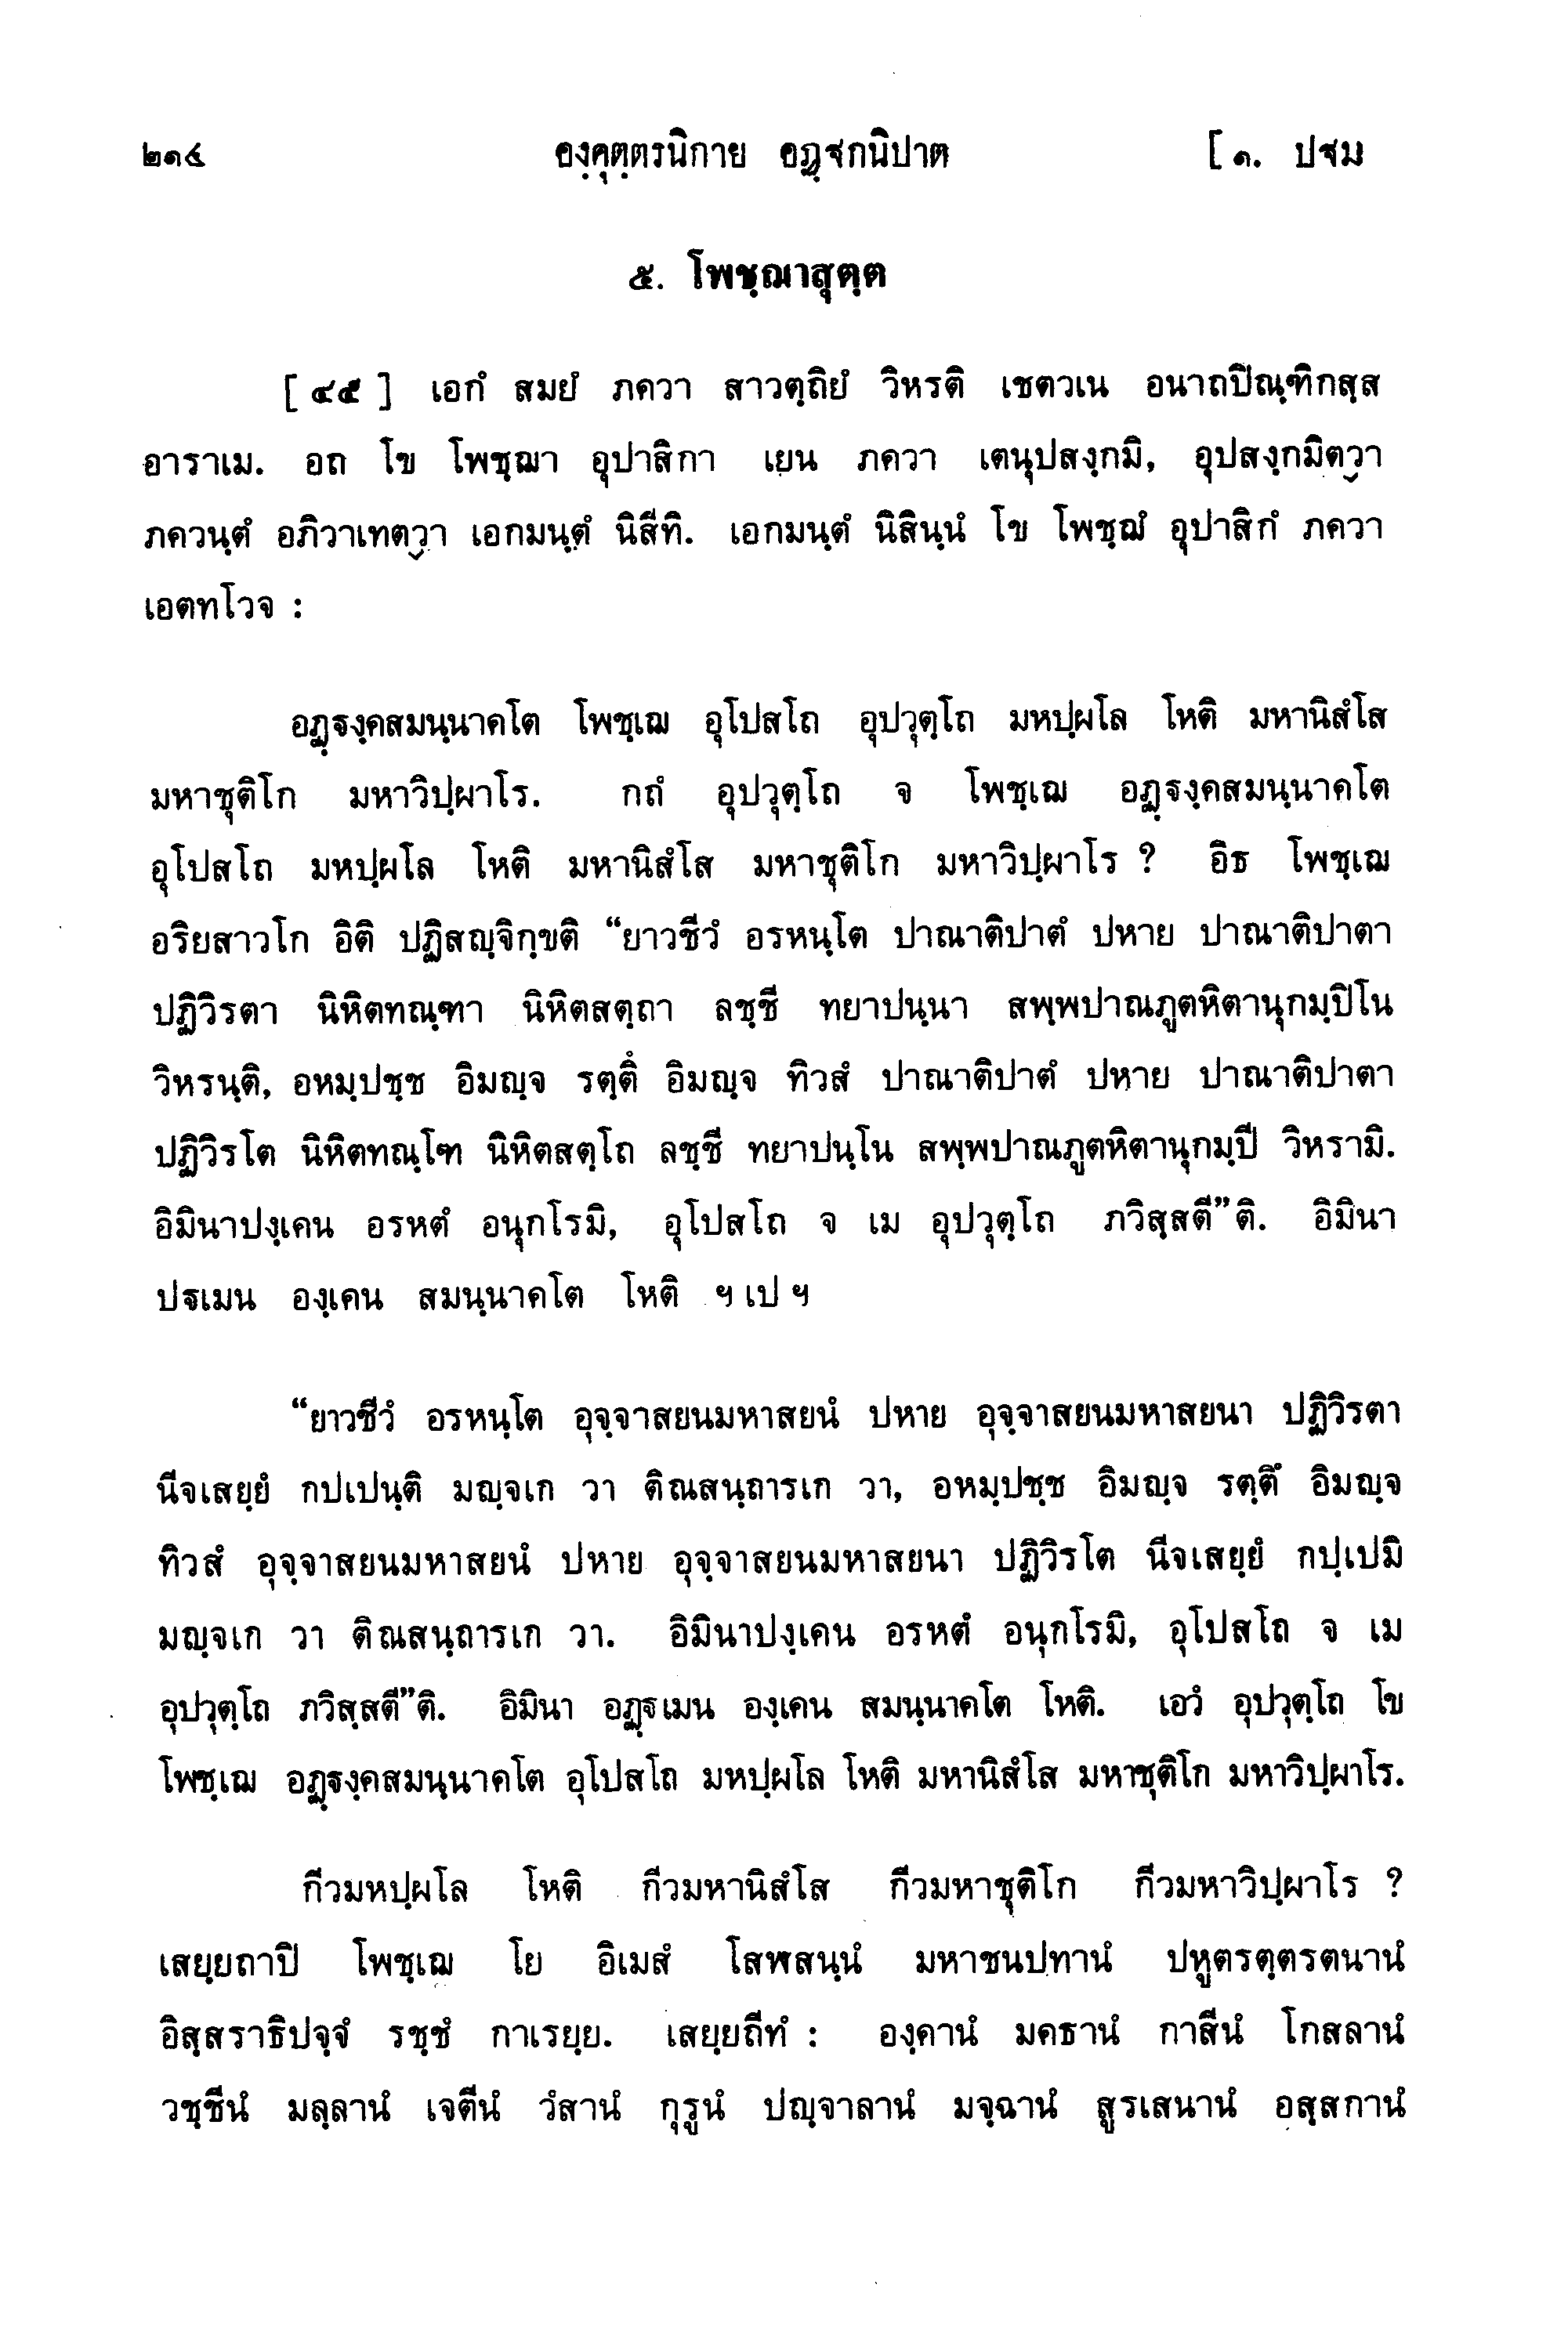 ๒๑๔ องฺคุตฺตรนิกาย อฏฺฐกนิปาต [ ๑. ปฐม
๕. โพชฺฌาสุตฺต
[ ๔๕ ] เอกํ สมยํ ภควา สาวตฺถิยํ วิหรติ เชตวเน อนาถปิณฺฑิกสฺส
อาราเม. อถ โข โพชฺฌา อุปาสิกา เยน ภควา เตนุปสงฺกมิ, อุปสงฺกมิตฺวา
ภควนฺตํ อภิวาเทตฺวา เอกมนฺตํ นิสีทิ. เอกมนฺตํ นิสินฺนํ โข โพชฺฌํ อุปาสิกํ ภควา
เอตทโวจ :
อฏฺฐงฺคสมนฺนาคโต โพชฺเฌ อุโปสโถ อุปวุตฺโถ มหปฺผโล โหติ มหานิสํโส
มหาชุติโก มหาวิปฺผาโร. กถํ อุปวุตฺโถ จ โพชฺเฌ อฏฺฐงฺคสมนฺนาคโต
อุโปสโถ มหปฺผโล โหติ มหานิสํโส มหาชุติโก มหาวิปฺผาโร ? อิธ โพชฺเฌ
อริยสาวโก อิติ ปฏิสญฺจิกฺขติ “ยาวชีวํ อรหนฺโต ปาณาติปาตํ ปหาย ปาณาติปาตา
ปฏิวิรตา นิหิตทณฺฑา นิหิตสตฺถา ลชฺชี ทยาปนฺนา สพฺพปาณภูตหิตานุกมฺปิโน
วิหรนฺติ, อหมฺปชฺช อิมญฺจ รตฺตึ อิมญฺจ ทิวสํ ปาณาติปาตํ ปหาย ปาณาติปาตา
ปฏิวิรโต นิหิตทณฺโฑ นิหิตสตฺโถ ลชฺชี ทยาปนฺโน สพฺพปาณภูตหิตานุกมฺปี วิหรามิ.
อิมินาปงฺเคน อรหตํ อนุกโรมิ, อุโปสโถ จ เม อุปวุตฺโถ ภวิสฺสตี”ติ. อิมินา
ปฐเมน องฺเคน สมนฺนาคโต โหติ ฯ เป ฯ
“ยาวชีวํ อรหนฺโต อุจฺจาสยนมหาสยนํ ปหาย อุจฺจาสยนมหาสยนา ปฏิวิรตา
นีจเสยฺยํ กปเปนฺติ มญฺจเก วา ติณสนฺถารเก วา, อหมฺปชฺช อิมญฺจ รตฺตึ อิมญฺจ
ทิวสํ อุจฺจาสยนมหาสยนํ ปหาย อุจฺจาสยนมหาสยนา ปฏิวิรโต นีจเสยฺยํ กปฺเปมิ
มญฺจเก วา ติณสนฺถารเก วา. อิมินาปงฺเคน อรหตํ อนุกโรมิ, อุโปสโถ จ เม
อุปวุตฺโถ ภวิสฺสตี”ติ. อิมินา อฏฺฐเมน องฺเคน สมนฺนาคโต โหติ. เอวํ อุปวุตฺโถ โข
โพชฺเฌ อฏฺฐงฺคสมนฺนาคโต อุโปสโถ มหปฺผโล โหติ มหานิสํโส มหาชุติโก มหาวิปฺผาโร.
กีวมหปฺผโล โหติ กีวมหานิสํโส กีวมหาชุติโก กีวมหาวิปฺผาโร ?
เสยฺยถาปิ โพชฺเฌ โย อิเมสํ โสฬสนฺนํ มหาชนปทานํ ปหูตรตฺตรตนานํ
อิสฺสราธิปจฺจํ รชฺชํ กาเรยฺย. เสยฺยถีทํ : องฺคานํ มคธานํ กาสีนํ โกสลานํ
วชฺชีนํ มลฺลานํ เจตีนํ วํสานํ กุรูนํ ปญฺจาลานํ มจฺฉานํ สูรเสนานํ อสฺสกานํ